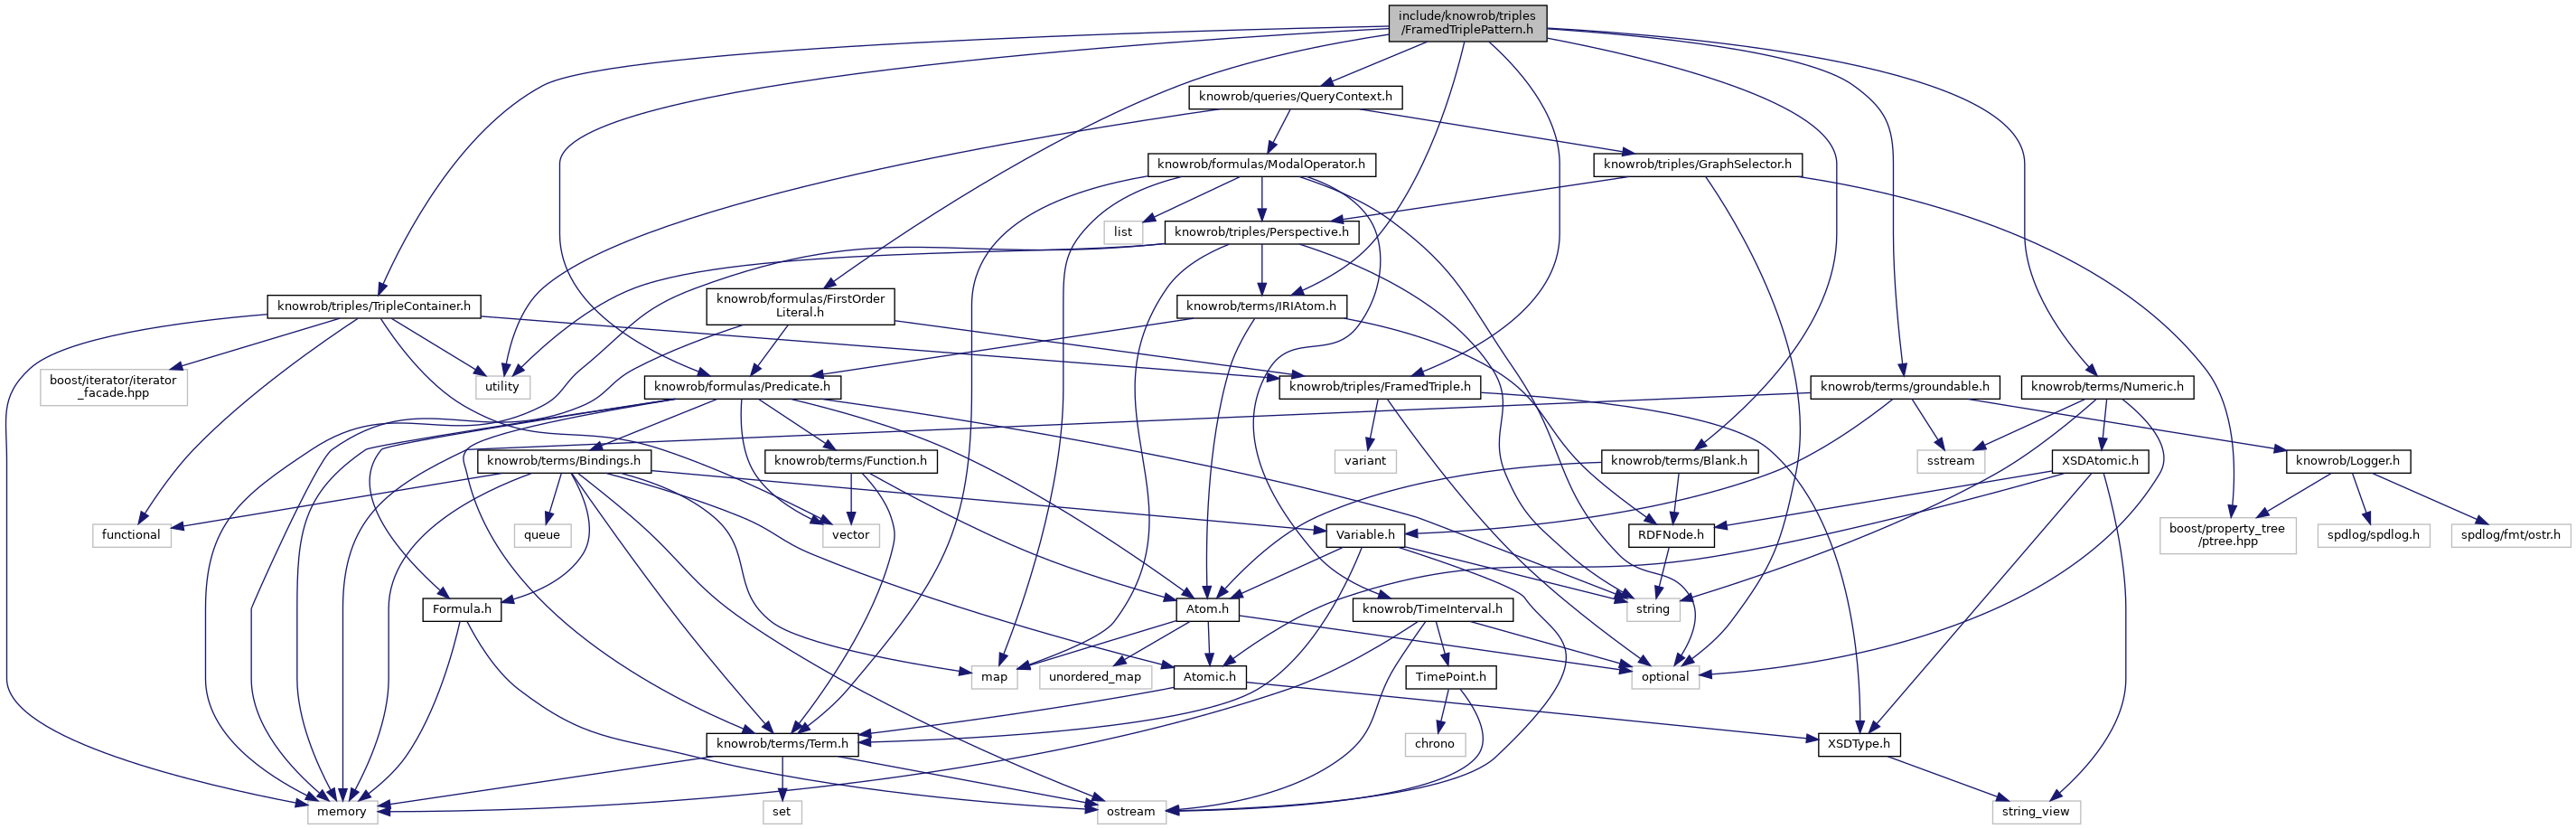 include/knowrob/triples
/FramedTriplePattern.h
knowrob/queries/QueryContext.h
knowrob/formulas/ModalOperator.h
knowrob/triples/GraphSelector.h
list
knowrob/triples/Perspective.h
knowrob/triples/TripleContainer.h
knowrob/formulas/FirstOrder
Literal.h
knowrob/terms/IRIAtom.h
boost/iterator/iterator
_facade.hpp
utility
knowrob/formulas/Predicate.h
knowrob/triples/FramedTriple.h
knowrob/terms/groundable.h
knowrob/terms/Numeric.h
knowrob/terms/Bindings.h
knowrob/terms/Function.h
variant
knowrob/terms/Blank.h
sstream
XSDAtomic.h
knowrob/Logger.h
functional
queue
vector
Variable.h
RDFNode.h
boost/property_tree
/ptree.hpp
spdlog/spdlog.h
spdlog/fmt/ostr.h
Formula.h
Atom.h
knowrob/TimeInterval.h
string
map
unordered_map
Atomic.h
TimePoint.h
optional
knowrob/terms/Term.h
chrono
XSDType.h
memory
set
ostream
string_view